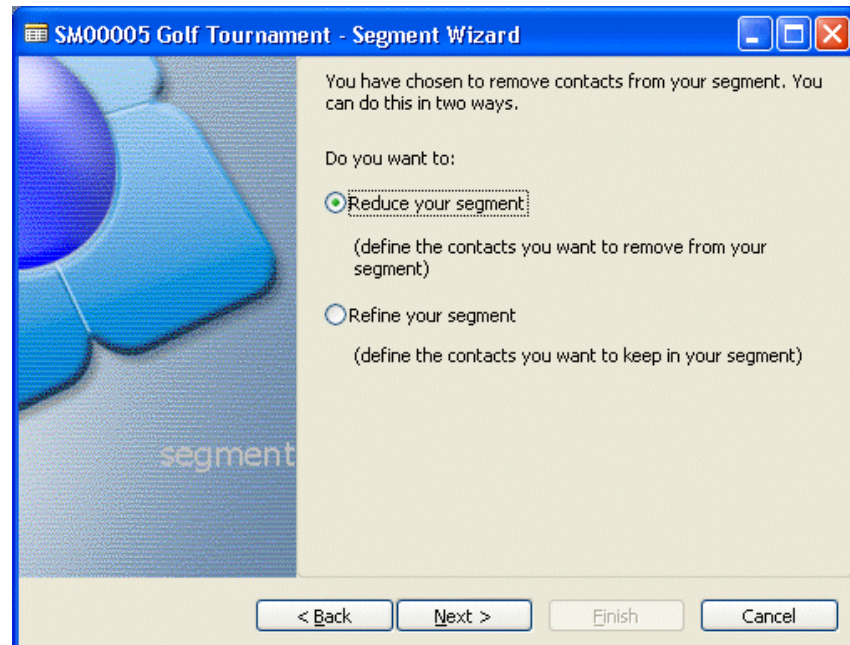 SM00005 Golf Tournament - Segment Wizard
You have chosen to remove contacts from your segment. You
can do this in two ways.
Do you want to:
Reduce your segment
(define the contacts you want to remove from your
segment)
Refine your segment
(define the contacts you want to keep in your segment)
segment
< Back
Next >
Finish
Cancel